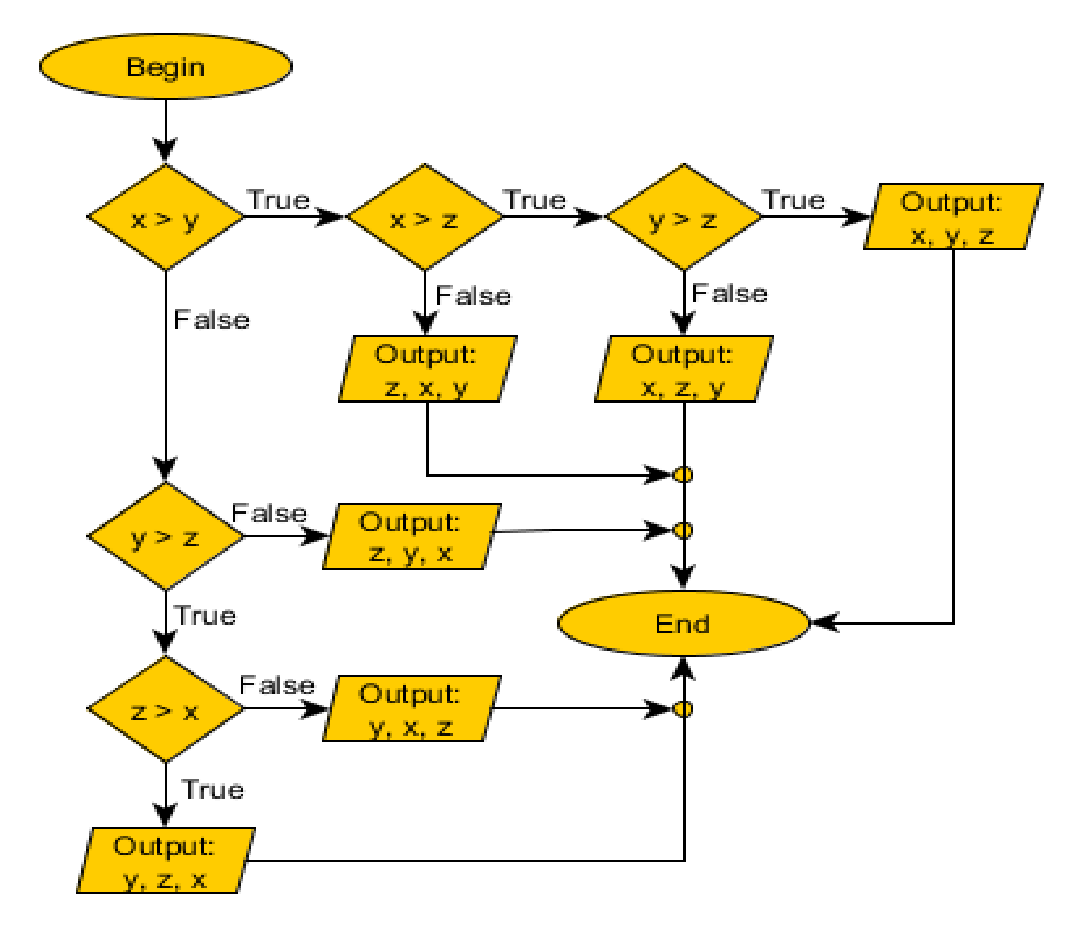 Begin
x > y
True
x > z
True
y > z
True
Output:
x, y, z
False
False
False
Output:
z, x, y
Output:
x, z, y
y > z
False
Output:
z, y, x
True
End
z > x
False
Output:
y, x, z
True
Output:
y, z, x